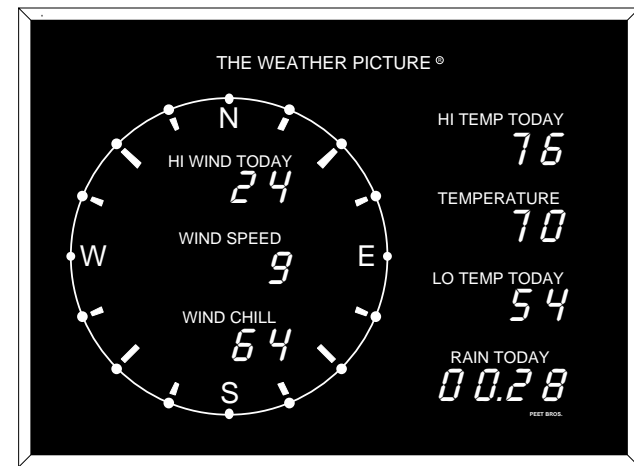 THE WEATHER PICTURE ®
N
HI WIND TODAY
24
W
WIND SPEED
9
E
WIND CHILL
64
S
HI TEMP TODAY
76
TEMPERATURE
70
LO TEMP TODAY
54
RAIN TODAY
00.28
PEET BROS.